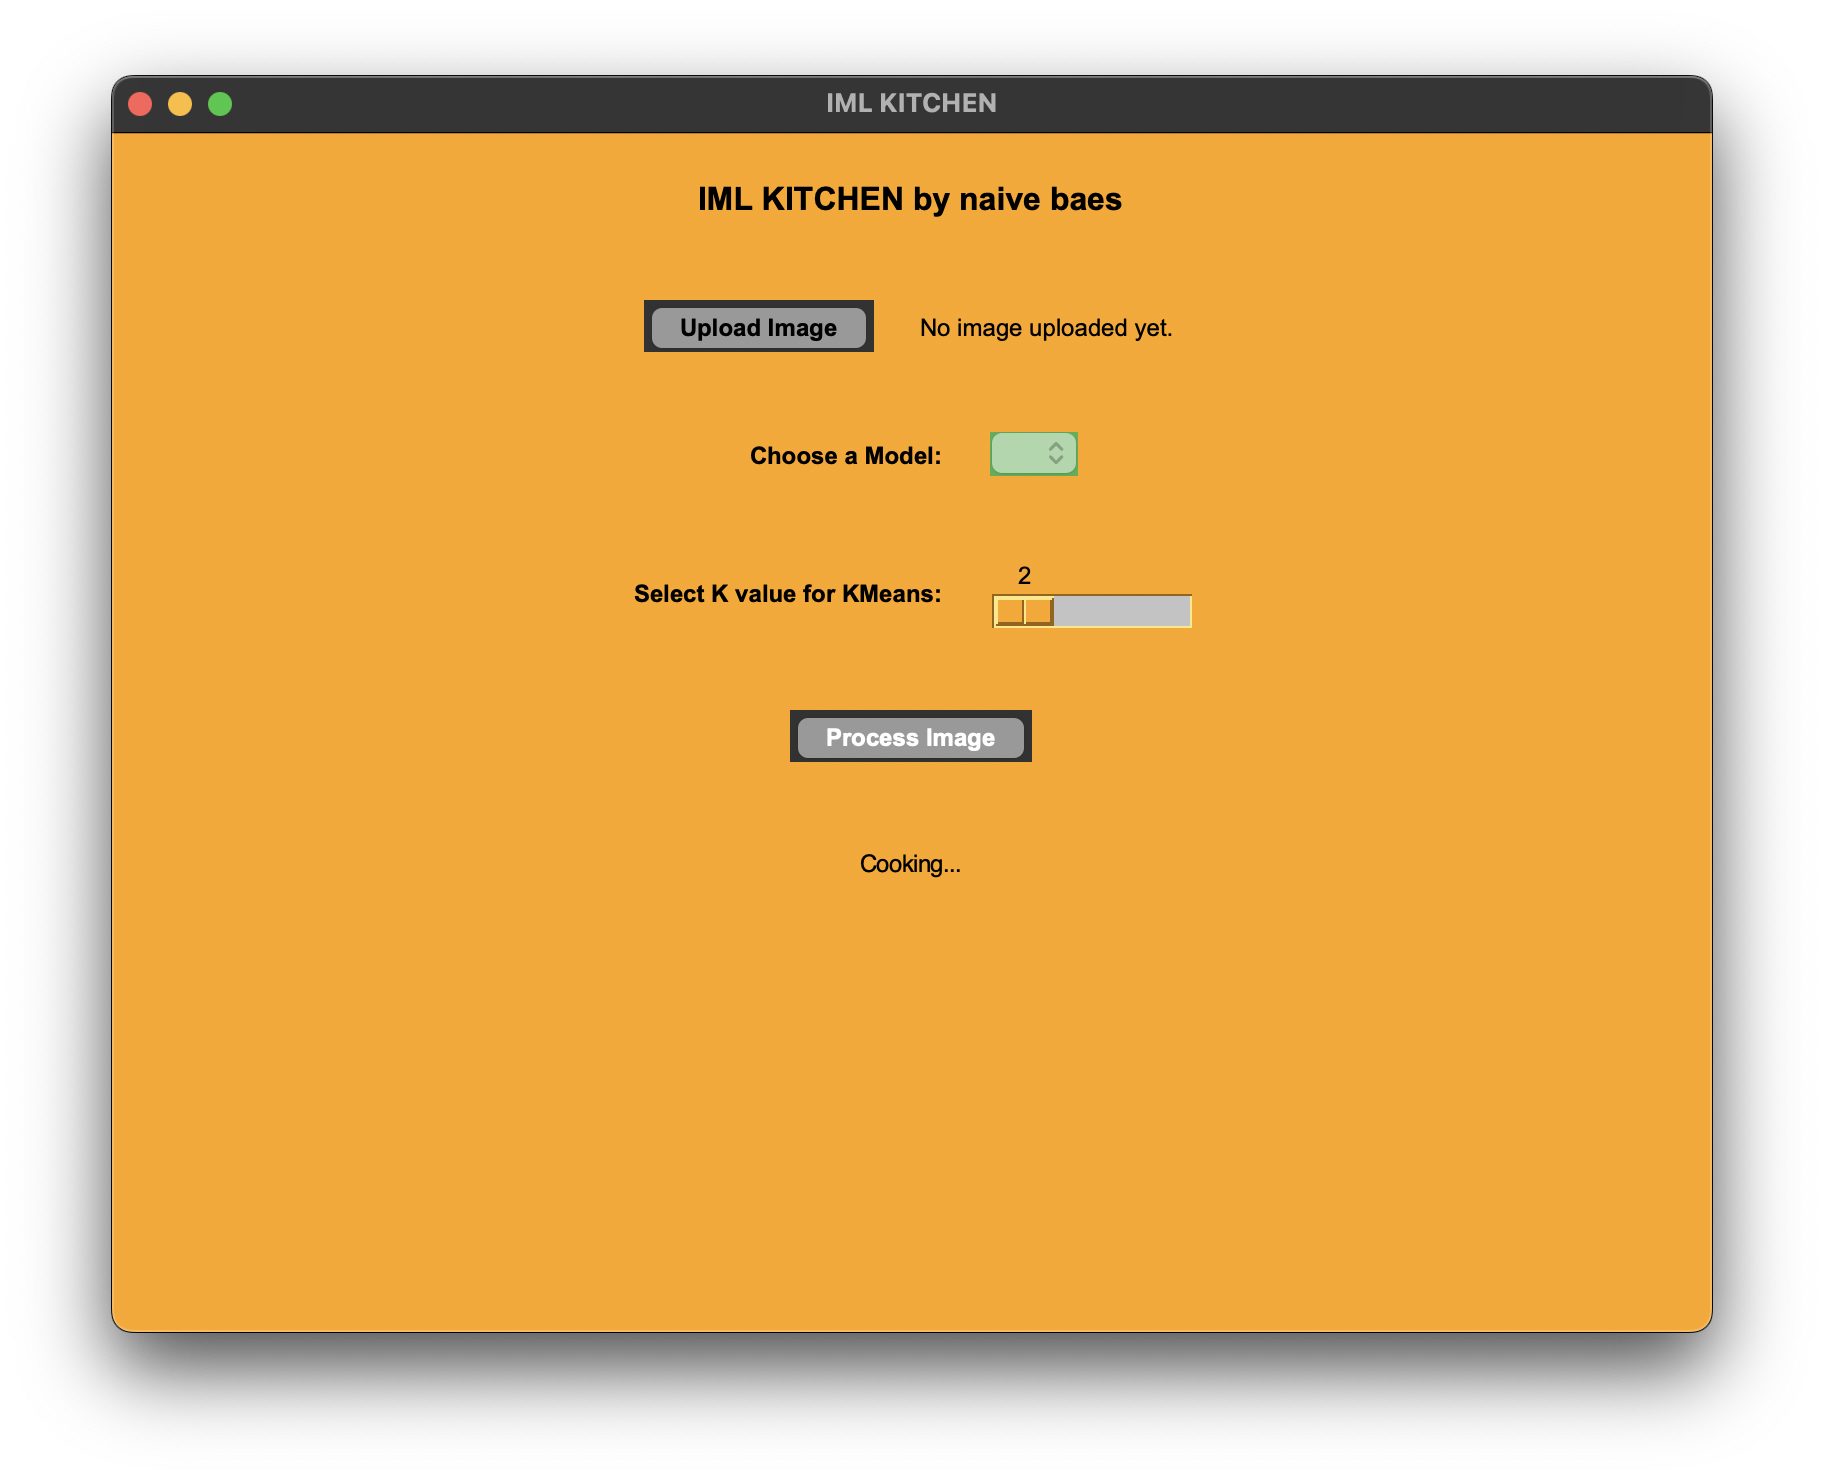 IML KITCHEN
IML KITCHEN by naive baes
Upload Image No image uploaded yet.
Choose a Model:
2
Select K value for KMeans:
Process Image
Cooking...